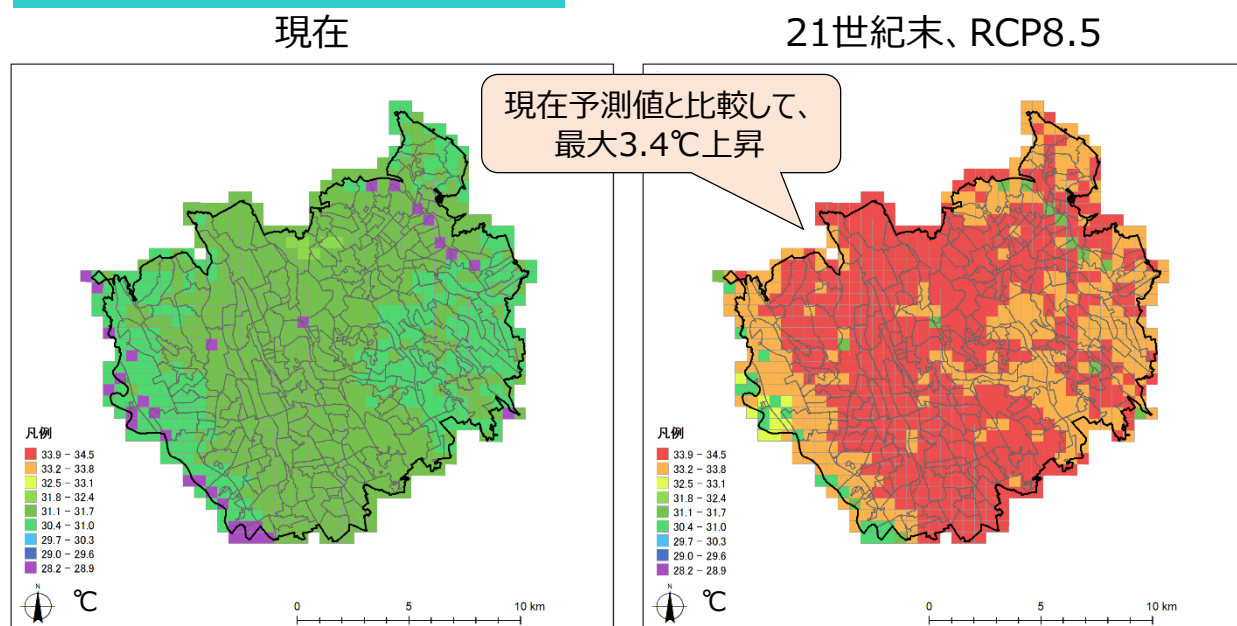 現在
21世紀末、RCP8.5
現在予測値と比較して、
最大3.4℃上昇
凡例
33.9 − 34.5
33.2 − 33.8
32.5 − 33.1
31.8 − 32.4
31.1 − 31.7
30.4 − 31.0
29.7 − 30.3
29.0 − 29.6
28.2 − 28.9
N
℃
0 5 10 km
凡例
33.9 − 34.5
33.2 − 33.8
32.5 − 33.1
31.8 − 32.4
31.1 − 31.7
30.4 − 31.0
29.7 − 30.3
29.0 − 29.6
28.2 − 28.9
N
℃
0 5 10 km